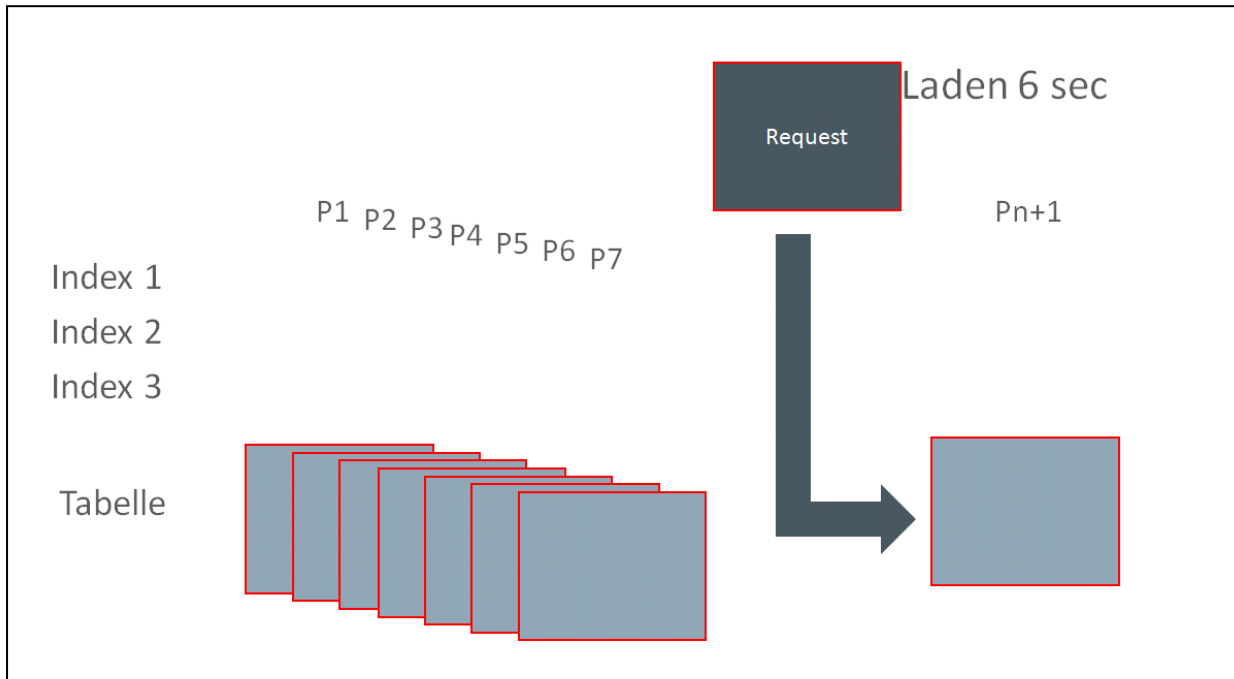 Laden 6 sec
Request
P1 P2 P3 P4 P5 P6 P7
Pn+1
Index 1
Index 2
Index 3
Tabelle